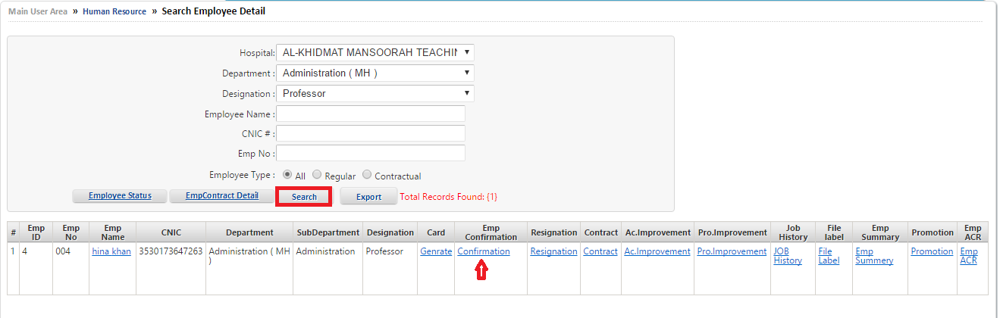 Main User Area » Human Resource » Search Employee Detail
Hospital: AL-KHIDMAT MANSOORAH TEACHIN
Department : Administration ( MH )
Designation : Professor
Employee Name :
CNIC # :
Emp No :
Employee Type : All Regular Contractual
Employee Status EmpContract Detail Search Export Total Records Found: (1)
# Emp ID Emp No Emp Name CNIC Department SubDepartment Designation Card Emp Confirmation Resignation Contract Ac.Improvement Pro.Improvement Job History File label Emp Summary Promotion Emp ACR
1 4 004 hina khan 3530173647263 Administration ( MH ) Administration Professor Genrate Confirmation Resignation Contract Ac.Improvement Pro.Improvement JOB History File Label Emp Summery Promotion Emp ACR